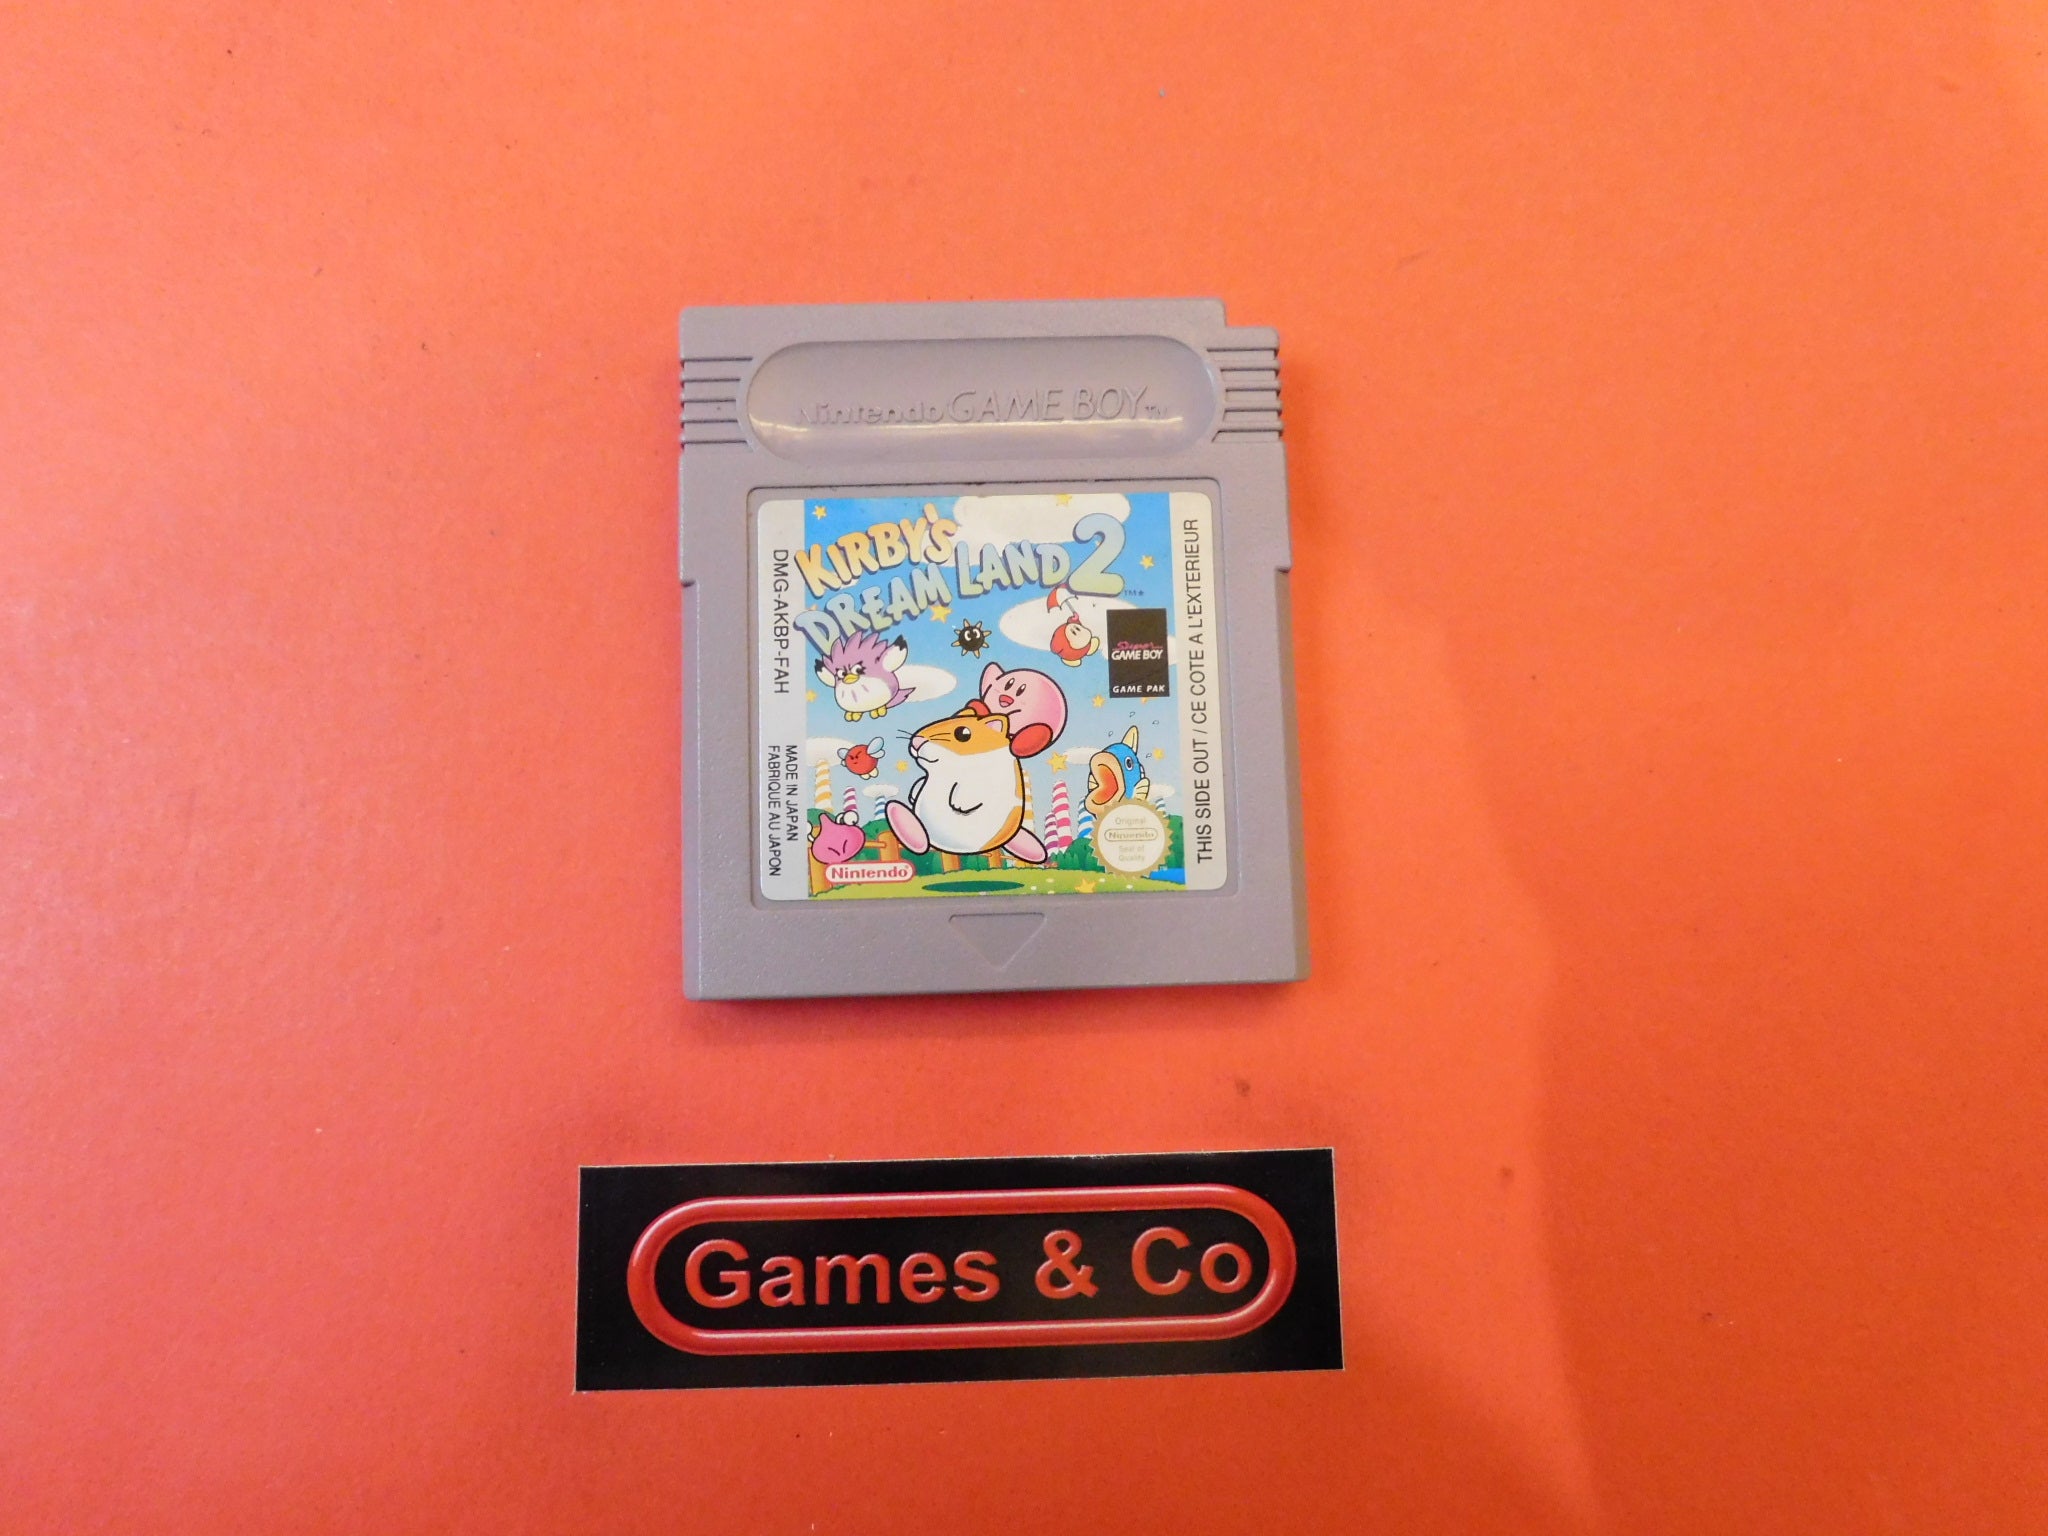 Nintendo GAME BOY TM
KIRBY'S
DREAM LAND 2 TM*
DMG-AKBP-FAH
MADE IN JAPAN
FABRIQUE AU JAPON
Super
GAME BOY
GAME PAK
THIS SIDE OUT / CE COTE A L'EXTERIEUR
Original
Nintendo
Seal of
Quality
Nintendo®
Games & Co